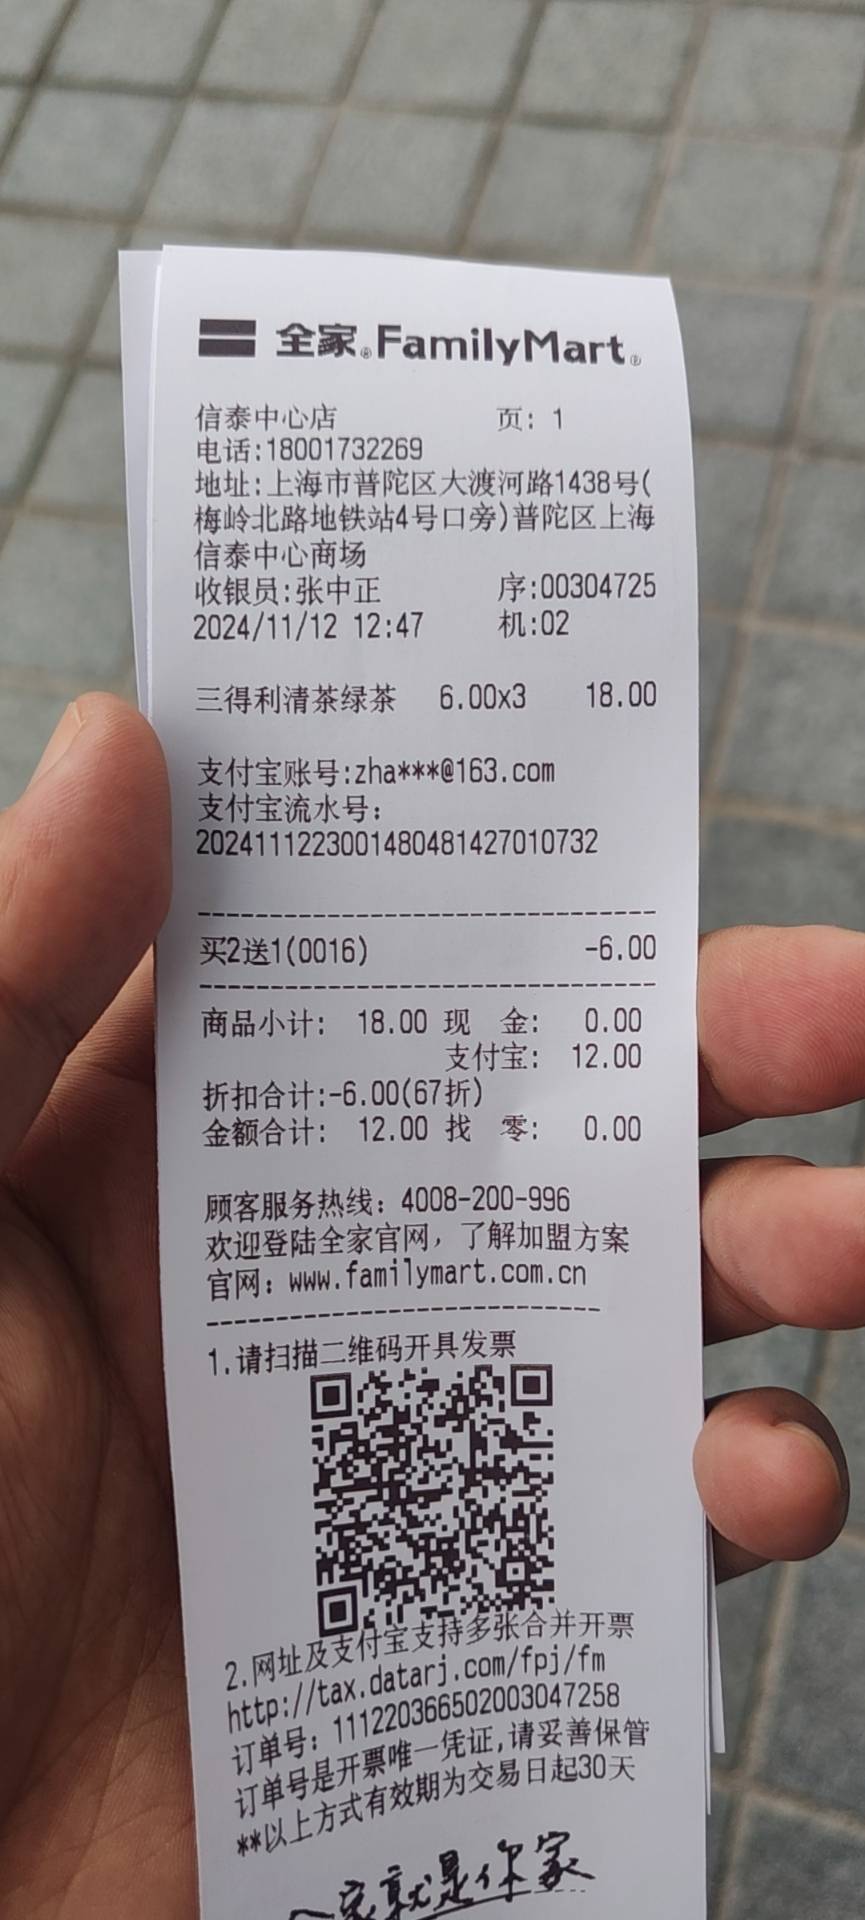 全家®FamilyMart®
信泰中心店 页: 1
电话:18001732269
地址:上海市普陀区大渡河路1438号(
梅岭北路地铁站4号口旁)普陀区上海
信泰中心商场
收银员:张中正 序:00304725
2024/11/12 12:47 机:02
三得利清茶绿茶 6.00x3 18.00
支付宝账号:zha***@163.com
支付宝流水号:
2024111223001480481427010732
买2送1(0016) -6.00
商品小计: 18.00 现 金: 0.00
支付宝: 12.00
折扣合计:-6.00(67折)
金额合计: 12.00 找 零: 0.00
顾客服务热线: 4008-200-996
欢迎登陆全家官网，了解加盟方案
官网: www.familymart.com.cn
1.请扫描二维码开具发票
2.网址及支付宝支持多张合并开票
http://tax.datarj.com/fpj/fm
订单号: 111220366502003047258
订单号是开票唯一凭证,请妥善保管
**以上方式有效期为交易日起30天
家就是你家